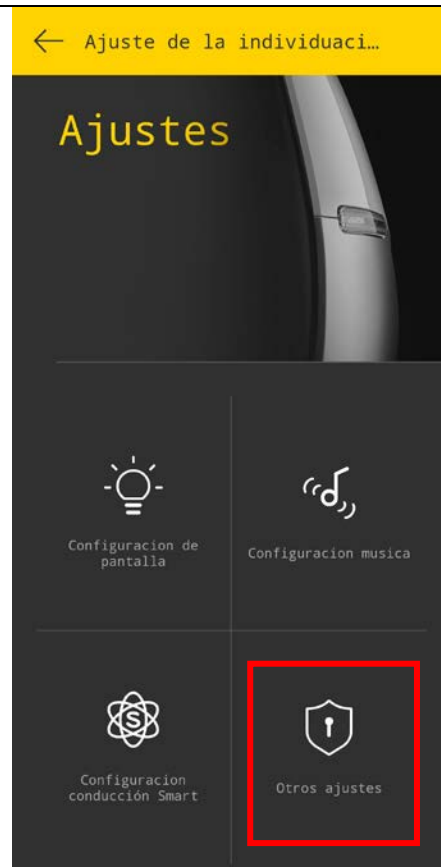 Ajuste de la individuaci...
Ajustes
Configuracion de
pantalla
Configuracion musica
S
Configuracion
conducción Smart
Otros ajustes